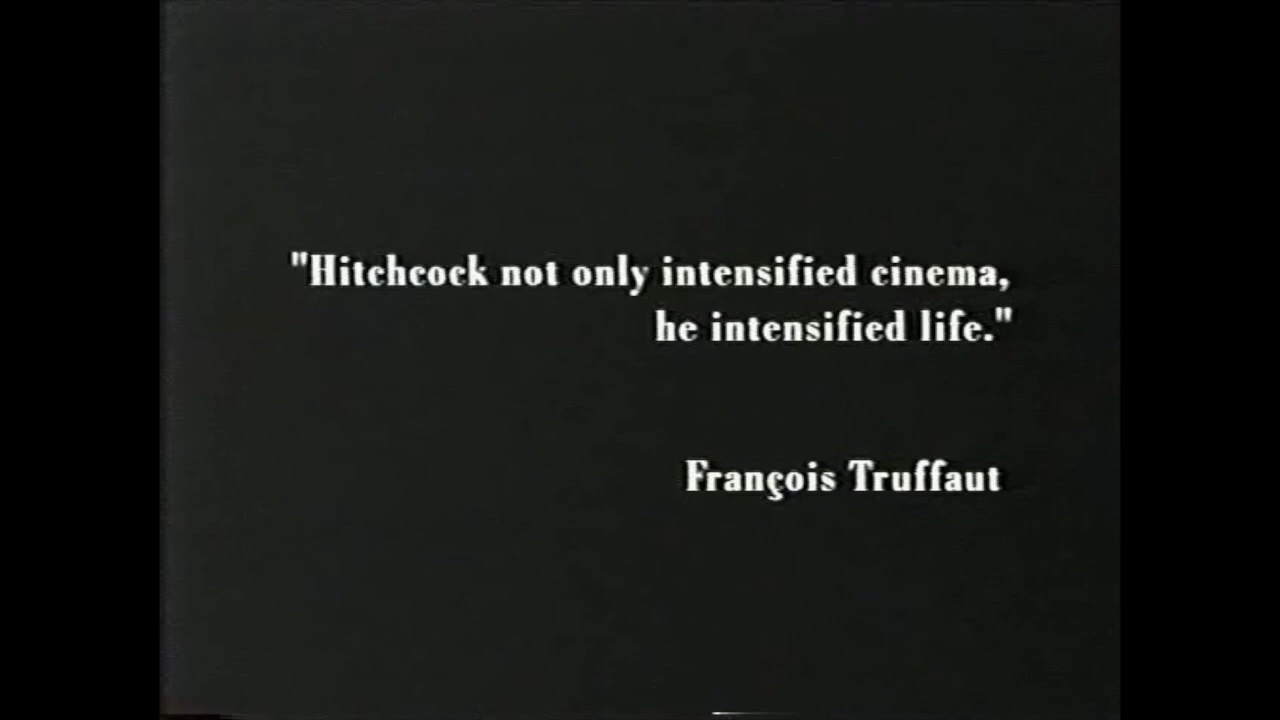 "Hitchcock not only intensified cinema,
he intensified life."
François Truffaut